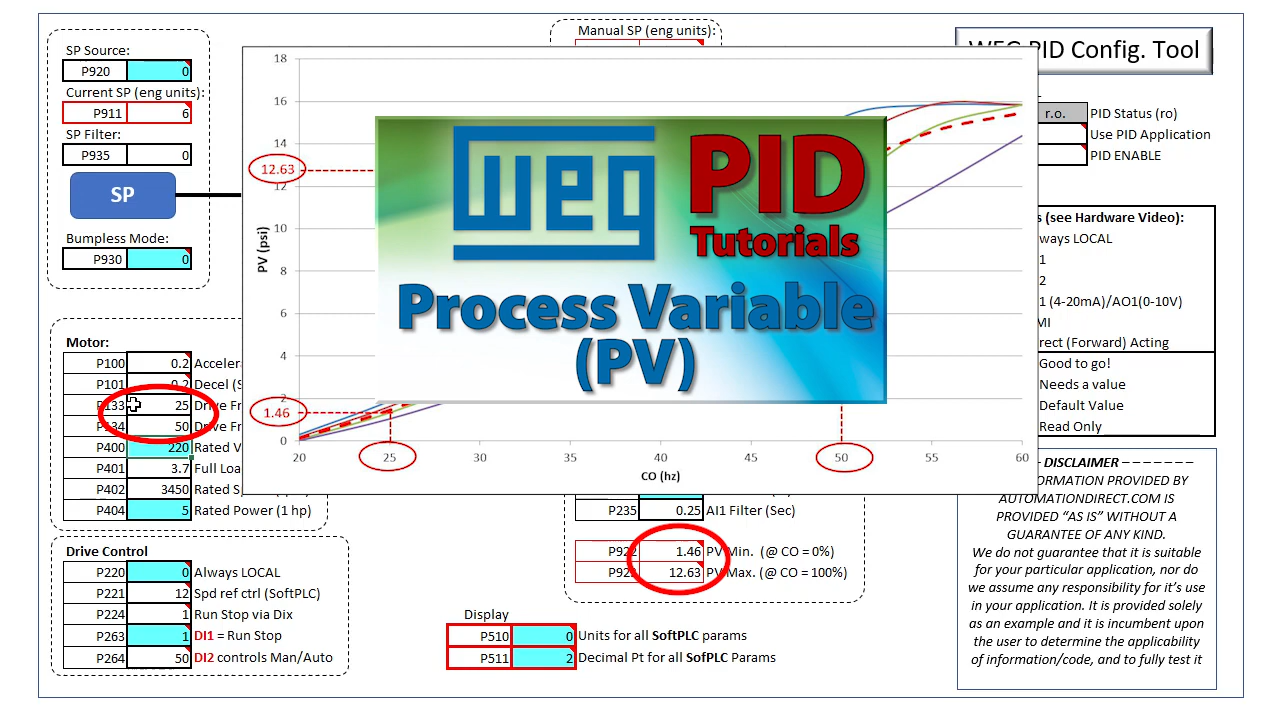 SP Source:
P920 0
Current SP (eng units):
P911 6
SP Filter:
P935 0
SP
Bumpless Mode:
P930 0
Manual SP (eng units):
WEG PID Config. Tool
r.o. PID Status (ro)
Use PID Application
PID ENABLE
s (see Hardware Video):
ways LOCAL
1
2
1 (4-20mA)/AO1(0-10V)
MI
rect (Forward) Acting
Good to go!
Needs a value
Default Value
Read Only
18
16
14
12.63
12
10
8
6
4
2
1.46
0
PV (psi)
20 25 30 35 40 45 50 55 60
CO (hz)
weg
PID
Tutorials
Process Variable
(PV)
Motor:
P100 0.2 Acceler
P101 0.2 Decel (S
P133 25 Drive Fr
P134 50 Drive Fr
P400 220 Rated V
P401 3.7 Full Loa
P402 3450 Rated S
P404 5 Rated Power (1 hp)
P235 0.25 AI1 Filter (Sec)
P922 1.46 PV Min. (@ CO = 0%)
P923 12.63 PV Max. (@ CO = 100%)
Drive Control
P220 0 Always LOCAL
P221 12 Spd ref ctrl (SoftPLC)
P224 1 Run Stop via Dix
P263 1 DI1 = Run Stop
P264 50 DI2 controls Man/Auto
Display
P510 0 Units for all SoftPLC params
P511 2 Decimal Pt for all SofPLC Params
– DISCLAIMER – – – – – – –
ORMATION PROVIDED BY
AUTOMATIONDIRECT.COM IS
PROVIDED “AS IS” WITHOUT A
GUARANTEE OF ANY KIND.
We do not guarantee that it is suitable
for your particular application, nor do
we assume any responsibility for it’s use
in your application. It is provided solely
as an example and it is incumbent upon
the user to determine the applicability
of information/code, and to fully test it